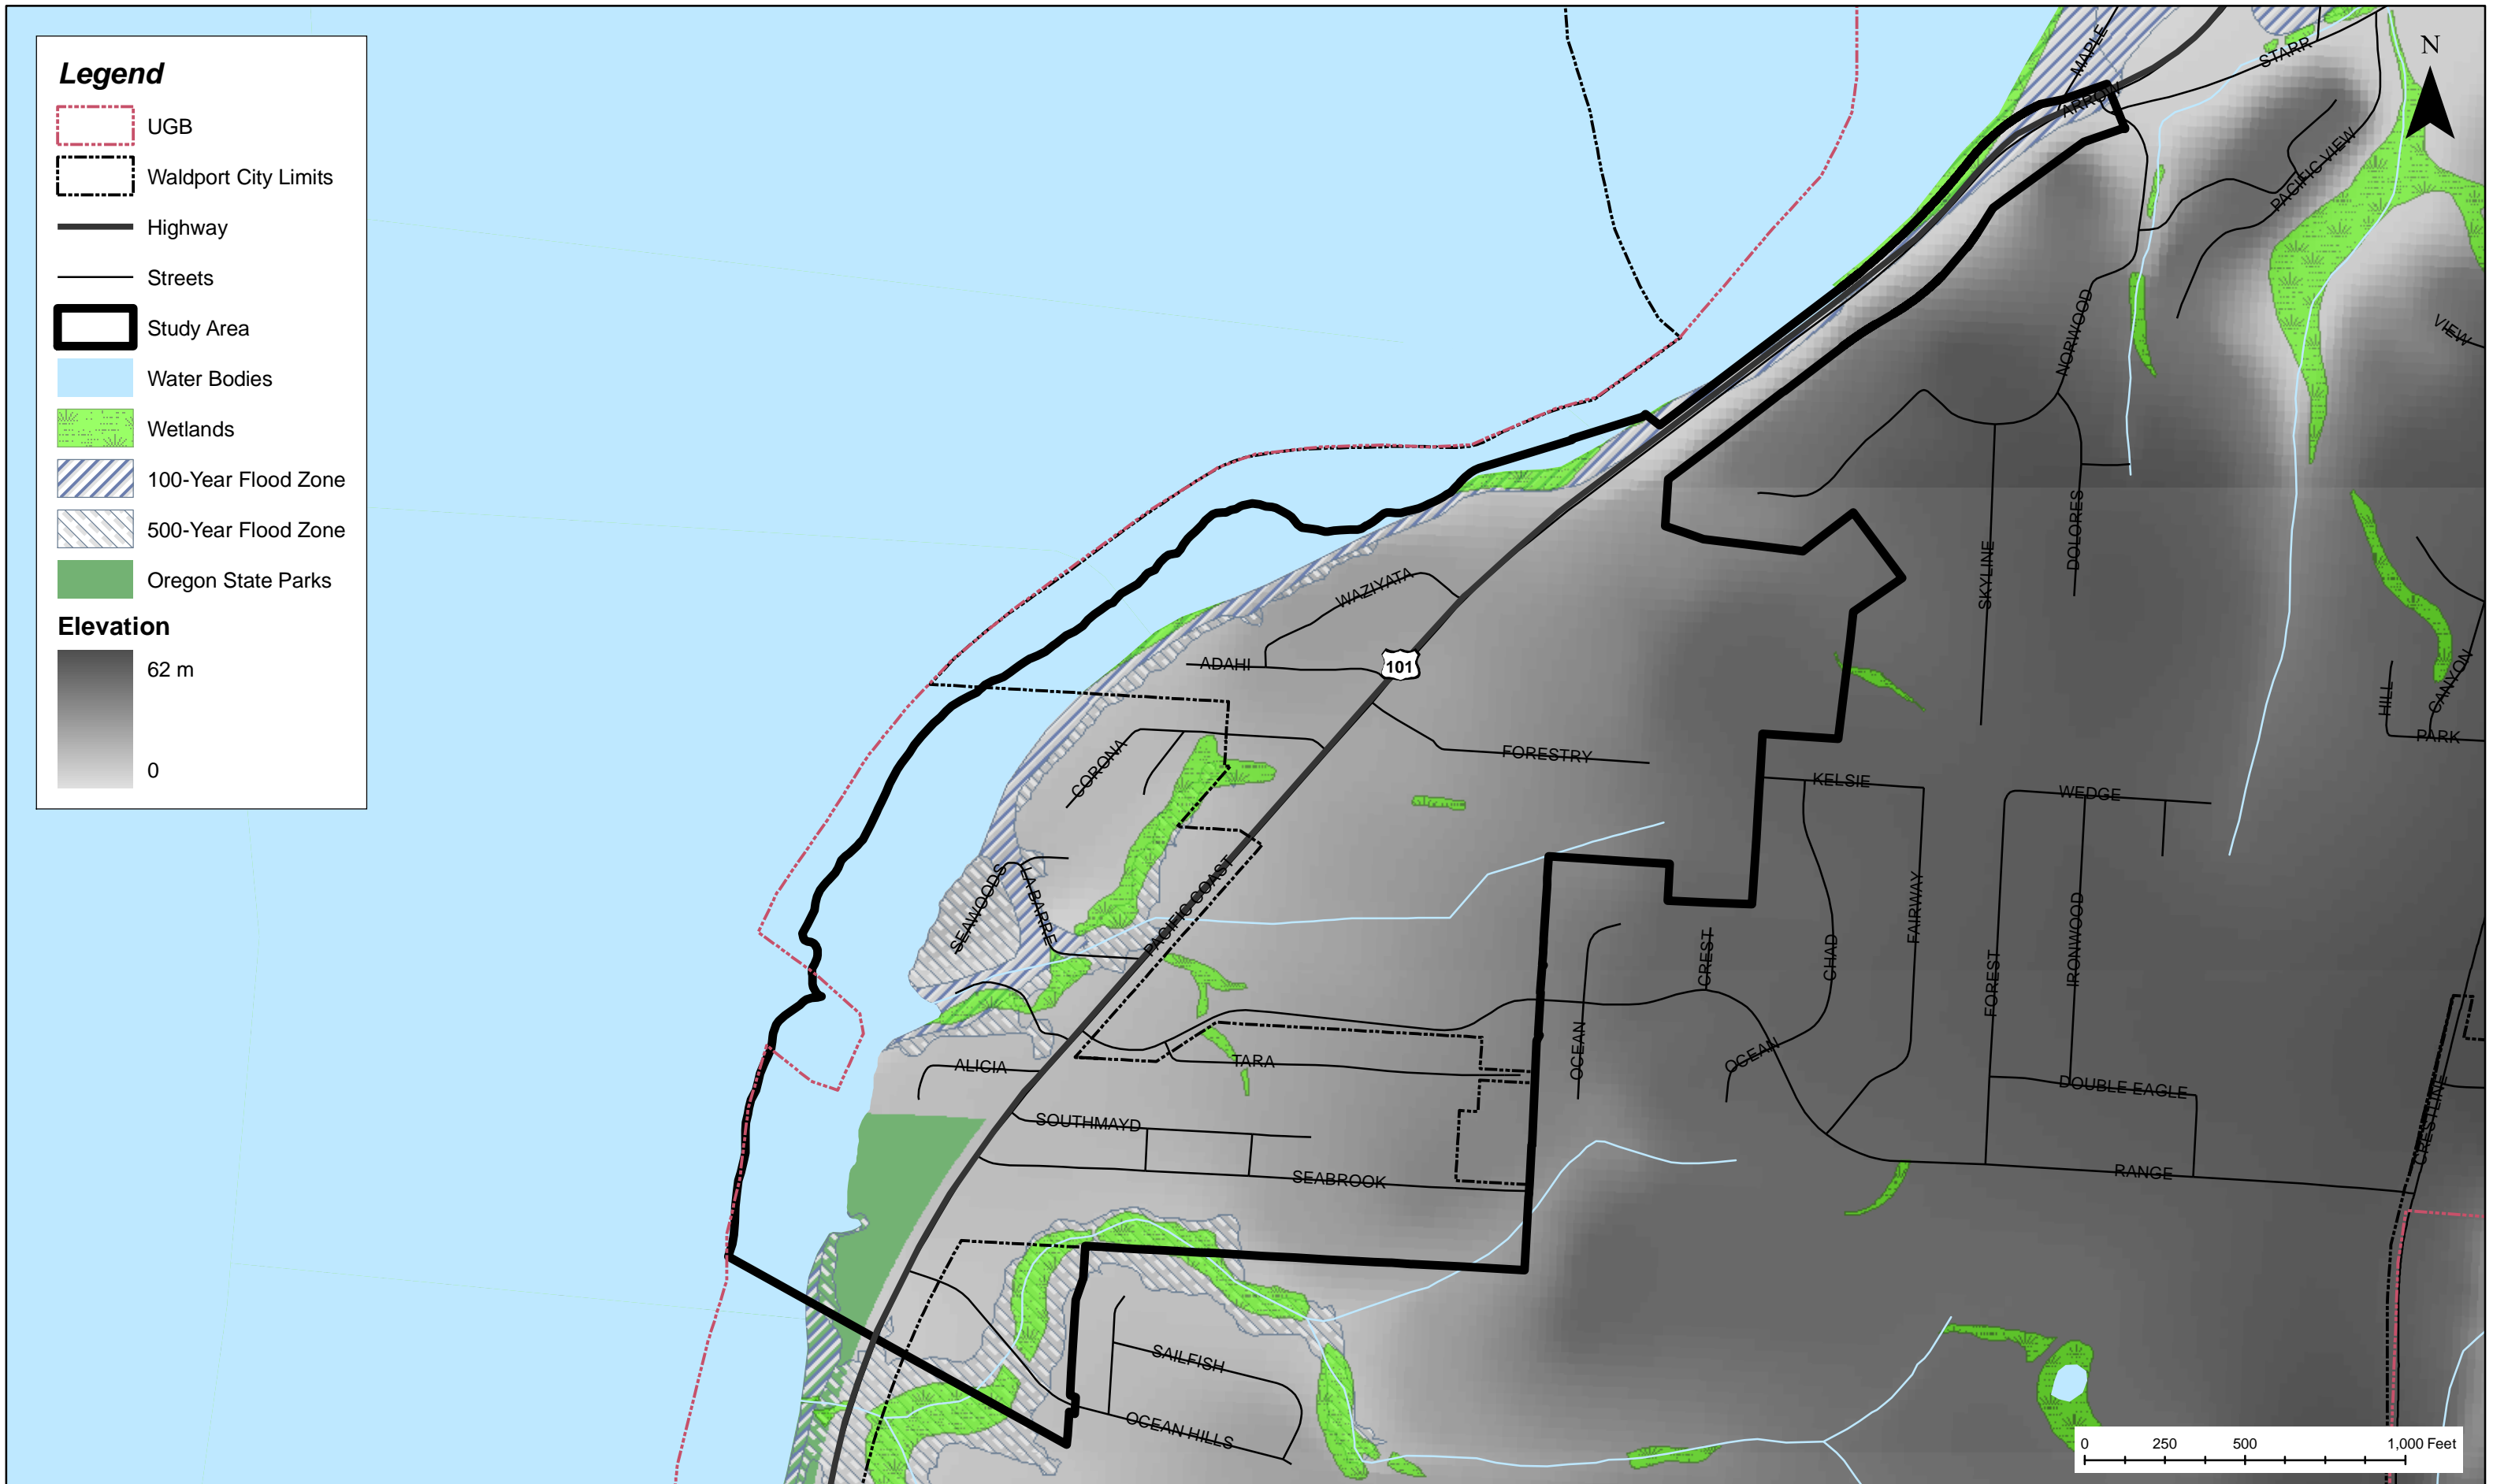 Legend
UGB
Waldport City Limits
Highway
Streets
Study Area
Water Bodies
Wetlands
100-Year Flood Zone
500-Year Flood Zone
Oregon State Parks
Elevation
62 m
0
N
MAPLE
STARR
ARROW
PACIFIC VIEW
VIEW
NORWOOD
DOLORES
SKYLINE
WAZIYATA
ADAHI
101
HILL
CANYON
PARK
FORESTRY
CORONA
KELSIE
WEDGE
PACIFIC COAST
SEAWOODS
LA BARRE
CREST
CHAD
FAIRWAY
FOREST
IRONWOOD
OCEAN
OCEAN
TARA
ALICIA
DOUBLE EAGLE
CRESTLINE
SOUTHMAYD
SEABROOK
RANGE
SAILFISH
OCEAN HILLS
0 250 500 1,000 Feet